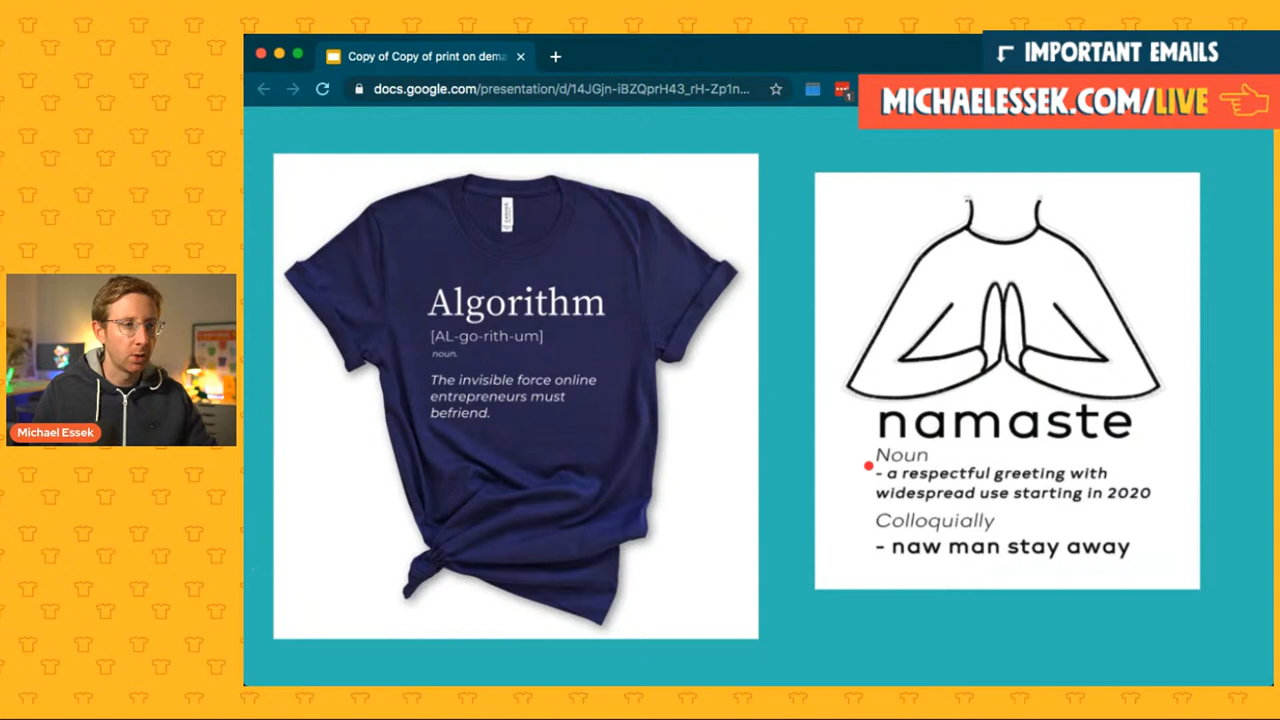 IMPORTANT EMAILS
MICHAELESSEK.COM/LIVE
Copy of Copy of print on dema
docs.google.com/presentation/d/14JGjn-iBZQprH43_rH-Zp1n...
1
Algorithm
[AL-go-rith-um]
noun.
The invisible force online
entrepreneurs must
befriend.
namaste
Noun
- a respectful greeting with
widespread use starting in 2020
Colloquially
- naw man stay away
Michael Essek